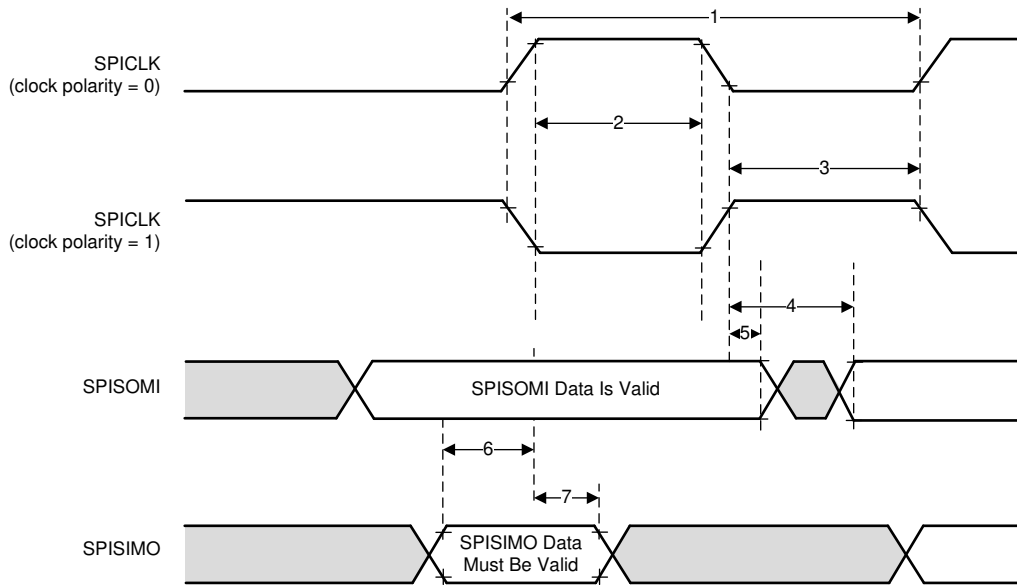 1
SPICLK
(clock polarity = 0)
2
3
SPICLK
(clock polarity = 1)
4
5
SPISOMI
SPISOMI Data Is Valid
6
7
SPISIMO
SPISIMO Data
Must Be Valid